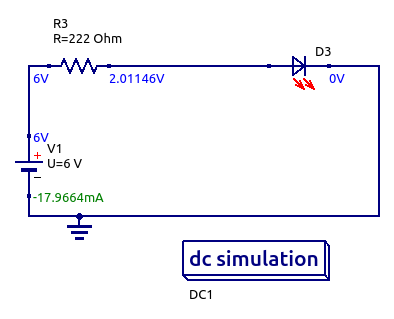 R3
R=222 Ohm
D3
6V
2.01146V
0V
6V
V1
+
U=6 V
−
-17.9664mA
dc simulation
DC1